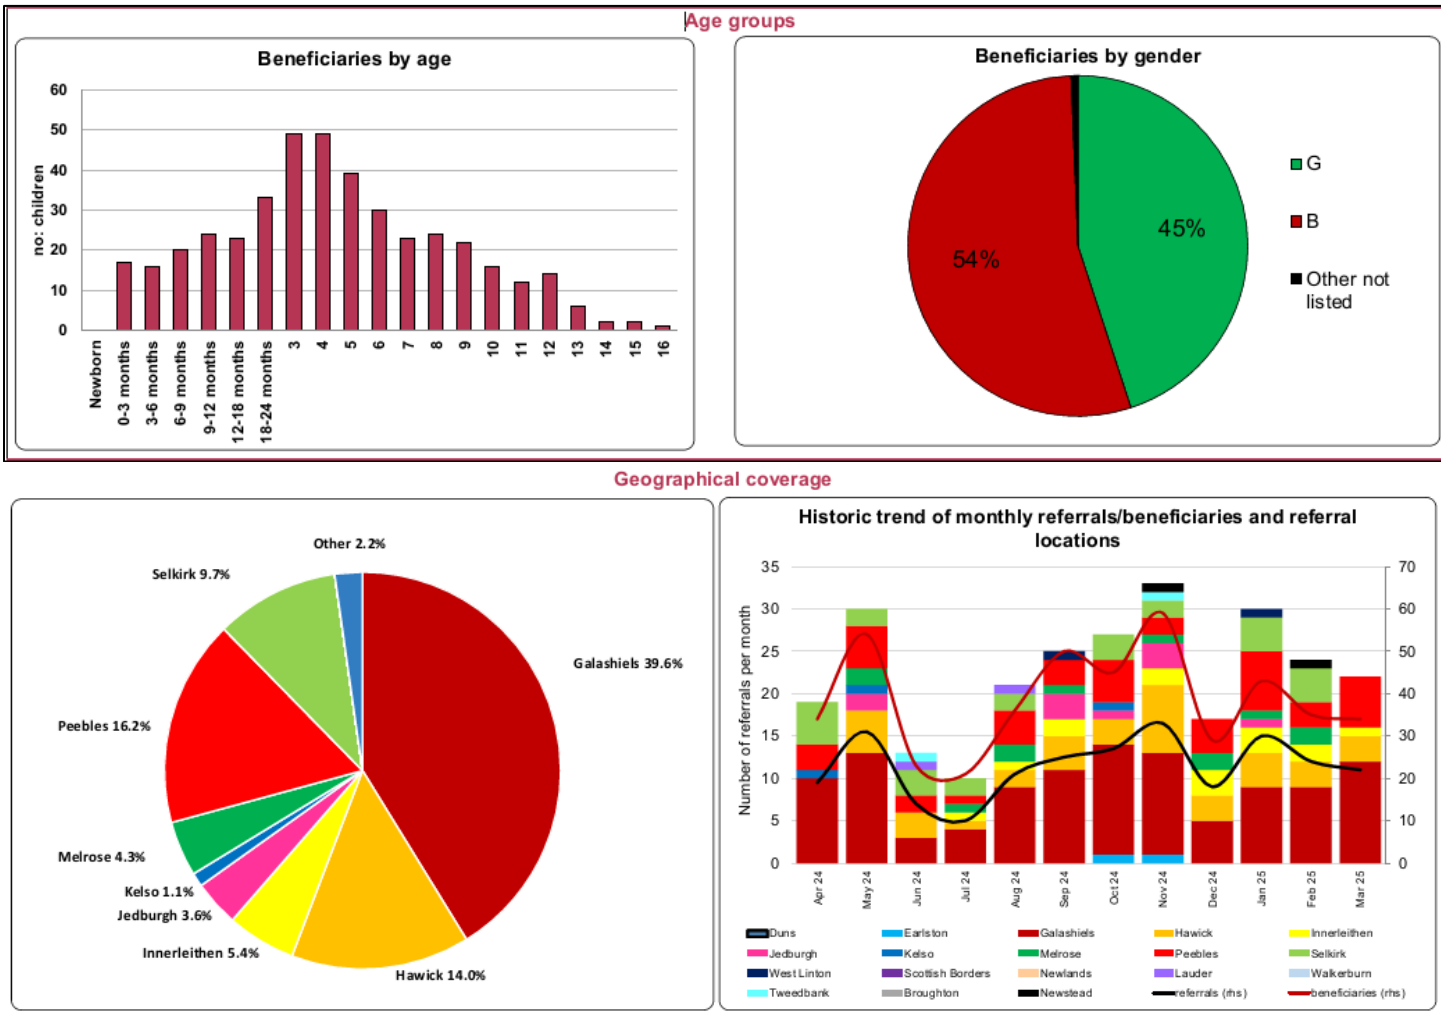 Age groups
Beneficiaries by age
60
50
40
30
20
10
0
no: children
Newborn
0-3 months
3-6 months
6-9 months
9-12 months
12-18 months
18-24 months
3
4
5
6
7
8
9
10
11
12
13
14
15
16
Beneficiaries by gender
45%
54%
G
B
Other not
listed
Geographical coverage
Other 2.2%
Selkirk 9.7%
Galashiels 39.6%
Peebles 16.2%
Melrose 4.3%
Kelso 1.1%
Jedburgh 3.6%
Innerleithen 5.4%
Hawick 14.0%
Historic trend of monthly referrals/beneficiaries and referral
locations
35
30
25
20
15
10
5
0
Number of referrals per month
70
60
50
40
30
20
10
0
Apr 24
May 24
Jun 24
Jul 24
Aug 24
Sep 24
Oct 24
Nov 24
Dec 24
Jan 25
Feb 25
Mar 25
Duns Earlston Galashiels Hawick Innerleithen
Jedburgh Kelso Melrose Peebles Selkirk
West Linton Scottish Borders Newlands Lauder Walkerburn
Tweedbank Broughton Newstead referrals (rhs) beneficiaries (rhs)